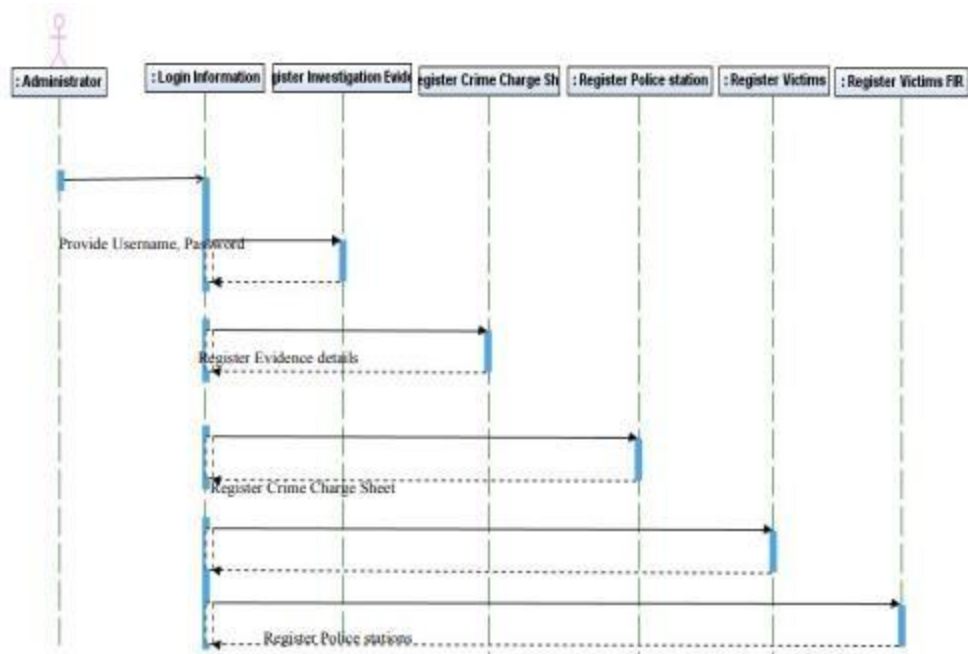 : Administrator
: Login Information
gister Investigation Evide
egister Crime Charge Sh
: Register Police station
: Register Victims
: Register Victims FIR
Provide Username, Password
Register Evidence details
Register Crime Charge Sheet
Register Police stations